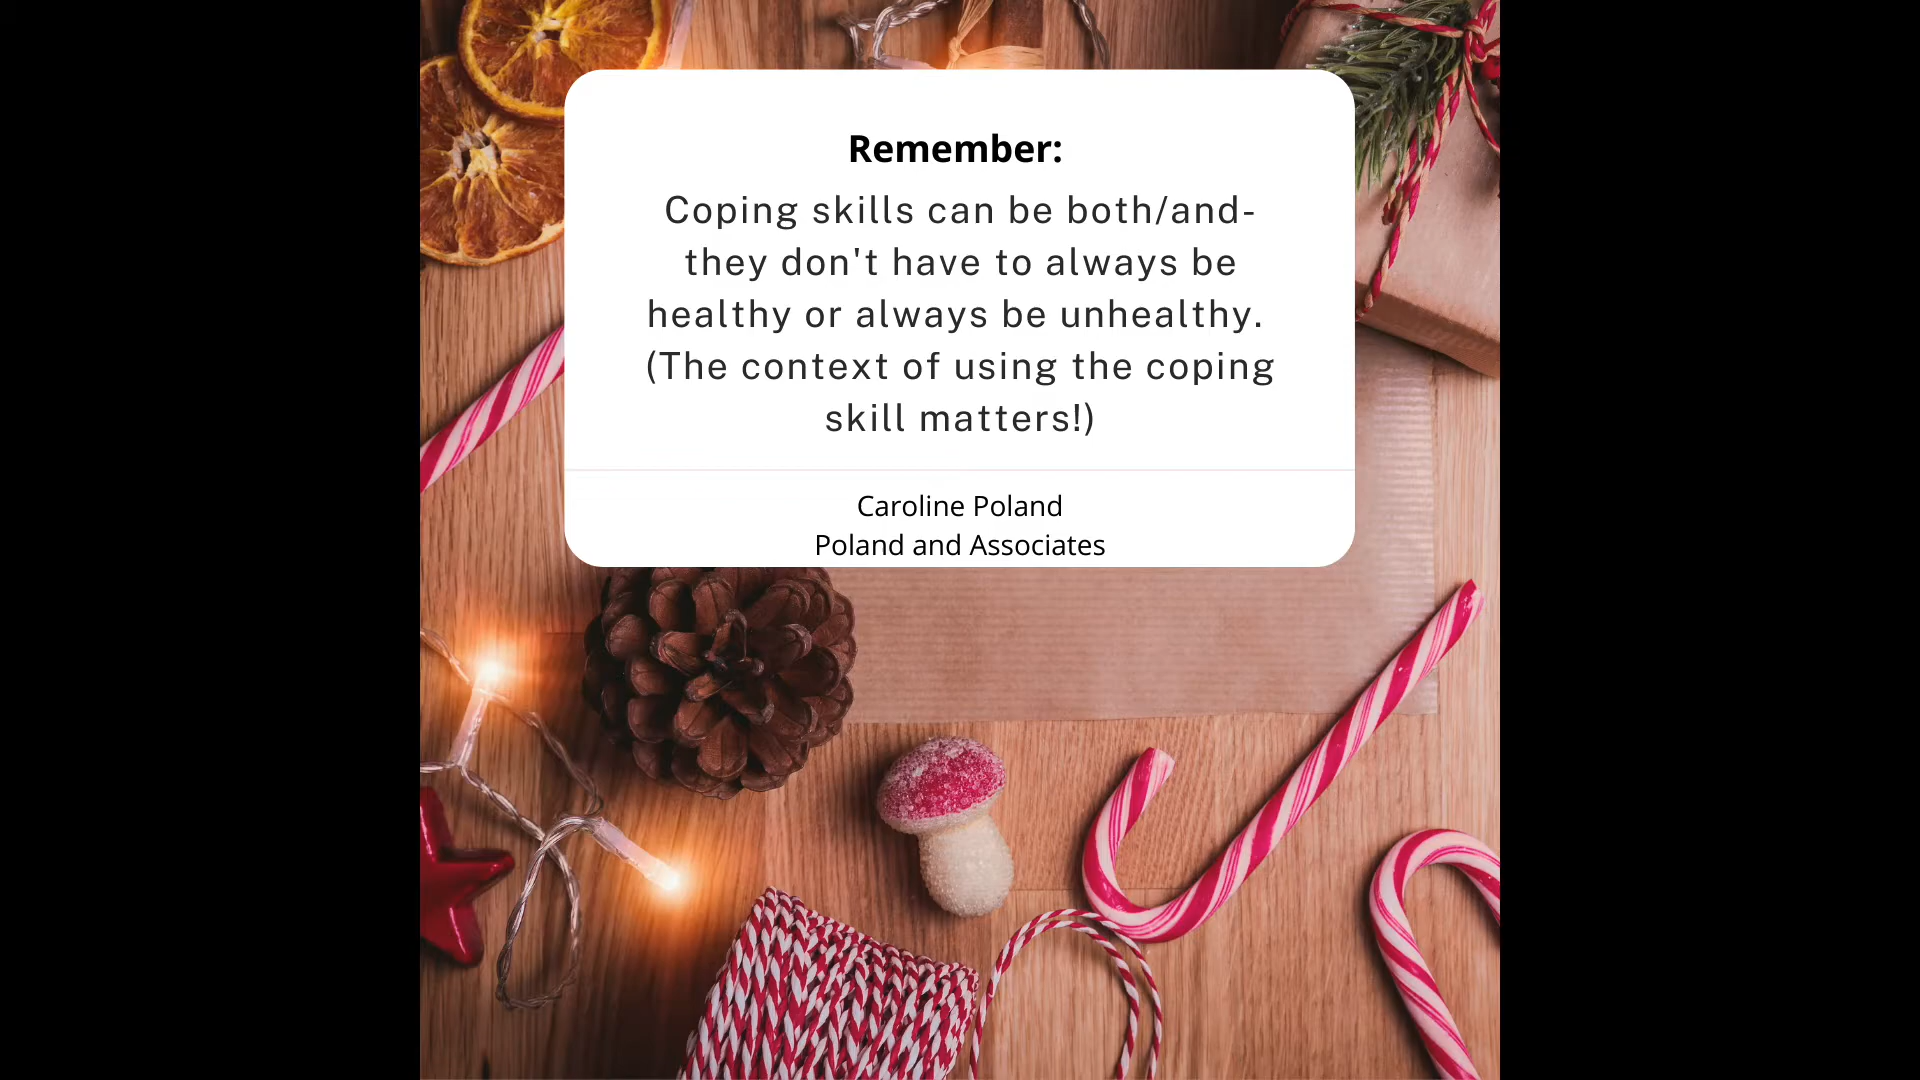 Remember:
Coping skills can be both/and-
they don't have to always be
healthy or always be unhealthy.
(The context of using the coping
skill matters!)
Caroline Poland
Poland and Associates